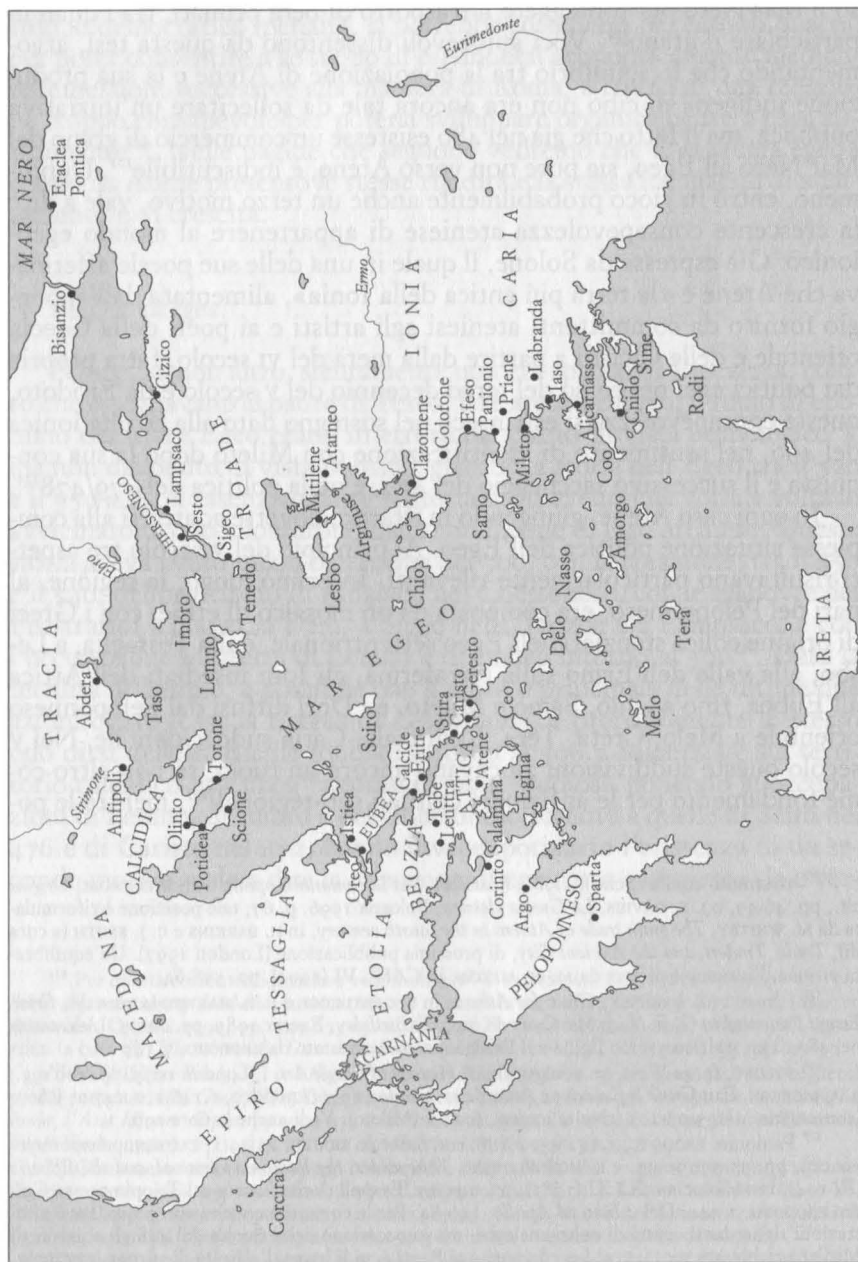 MAR NERO
Eraclea
Pontica
Bisanzio
Cizico
Lampsaco
CHERSONESO
Sesto
Sigeo
TROADE
Tenedo
Imbro
Lemno
Ebro
TRACIA
Abdera
Taso
Strimone
Anfipoli
CALCIDICA
Olinto
Potidea
Torone
Scione
MACEDONIA
TESSAGLIA
EPIRO
Corcira
MARE EGEO
Sciro
Lesbo
Mitilene
Atarneo
Arginuse
Chio
Ermo
IONIA
Clazomene
Colofone
Efeso
Panionio
Priene
Mileto
Samo
CARIA
Labranda
Iaso
Alicarnasso
Coo
Cnido
Sime
Rodi
Eurimedonte
Istiea
Oreo
EUBEA
Calcide
Eritre
Stira
Caristo
Geresto
BEOZIA
Tebe
ATTICA
Atene
Salamina
Egina
Corinto
Argo
Sparta
PELOPONNESO
ETOLIA
ACARNANIA
Ceo
Delo
Nasso
Amorgo
Melo
Tera
CRETA